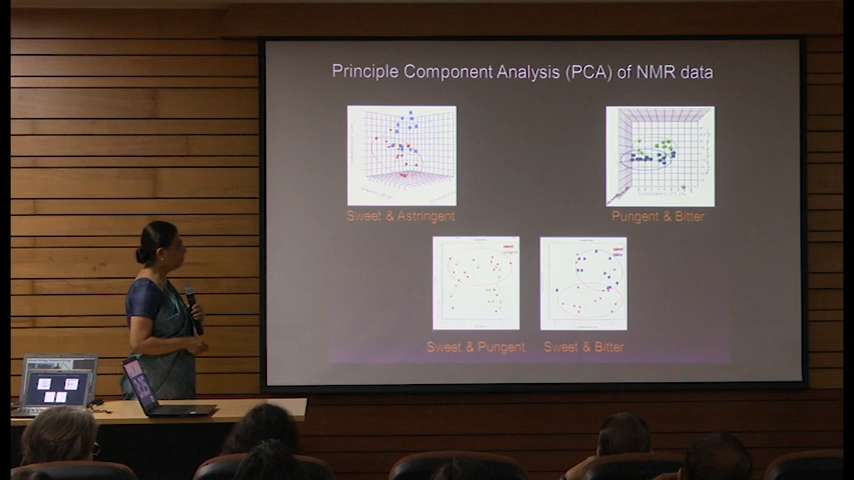 Principle Component Analysis (PCA) of NMR data
Sweet & Astringent
Pungent & Bitter
Sweet & Pungent
Sweet & Bitter